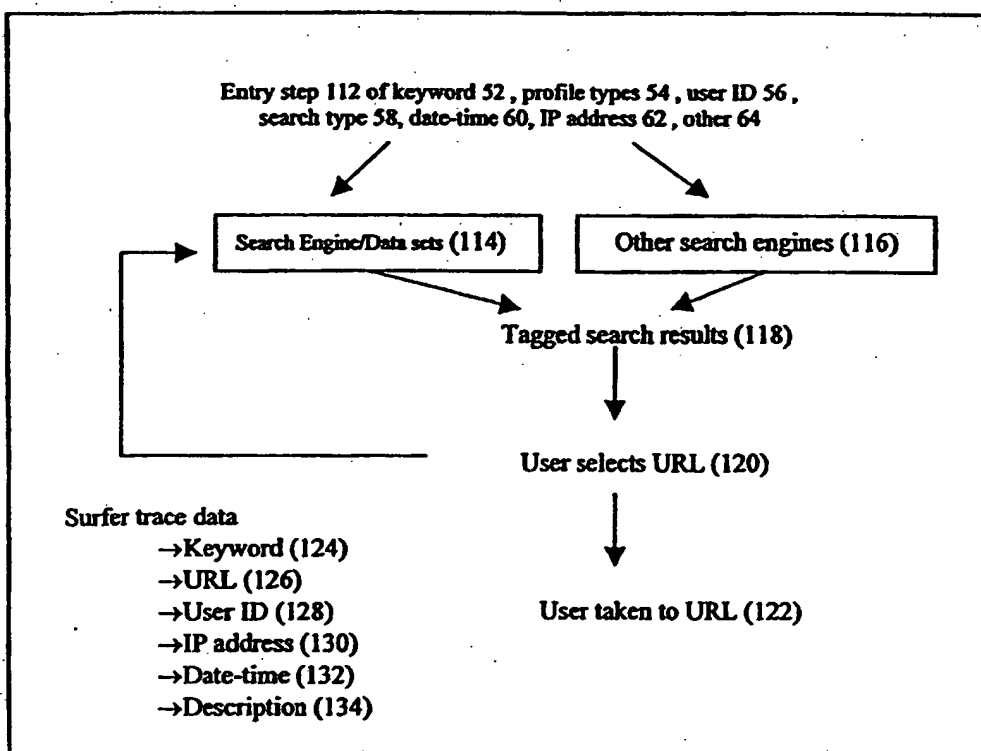 Entry step 112 of keyword 52 , profile types 54 , user ID 56 ,
search type 58, date-time 60, IP address 62 , other 64
Search Engine/Data sets (114)
Other search engines (116)
Tagged search results (118)
User selects URL (120)
Surfer trace data
→Keyword (124)
→URL (126)
→User ID (128)
→IP address (130)
→Date-time (132)
→Description (134)
User taken to URL (122)